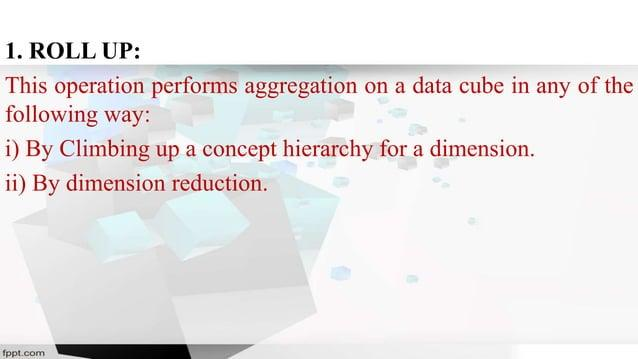 1. ROLL UP:
This operation performs aggregation on a data cube in any of the
following way:
i) By Climbing up a concept hierarchy for a dimension.
ii) By dimension reduction.
fppt.com